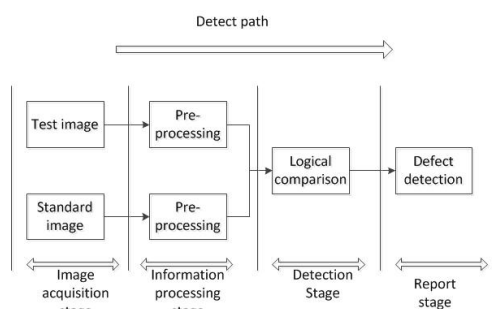 Detect path
Test image
Pre-
processing
Logical
comparison
Defect
detection
Standard
image
Pre-
processing
Image
acquisition
Information
processing
Detection
Stage
Report
stage